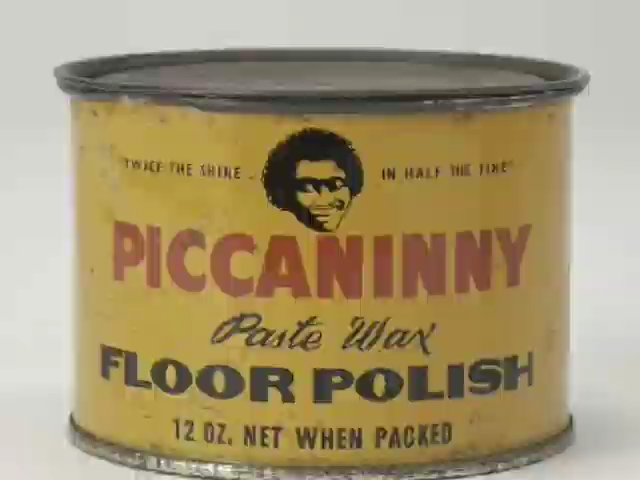 "TWICE THE SHINE - IN HALF THE TIME"
PICCANINNY
Paste Wax
FLOOR POLISH
12 OZ. NET WHEN PACKED